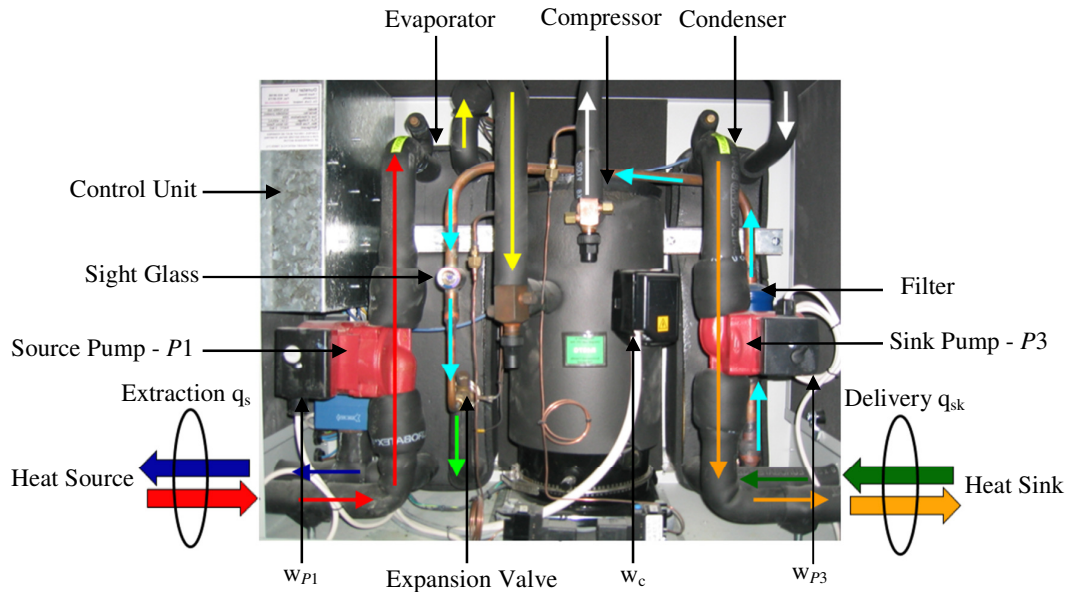 Evaporator
Compressor
Condenser
Control Unit
Sight Glass
Filter
Source Pump - P1
Sink Pump - P3
Extraction qs
Delivery qsk
Heat Source
Heat Sink
wP1
Expansion Valve
wc
wP3